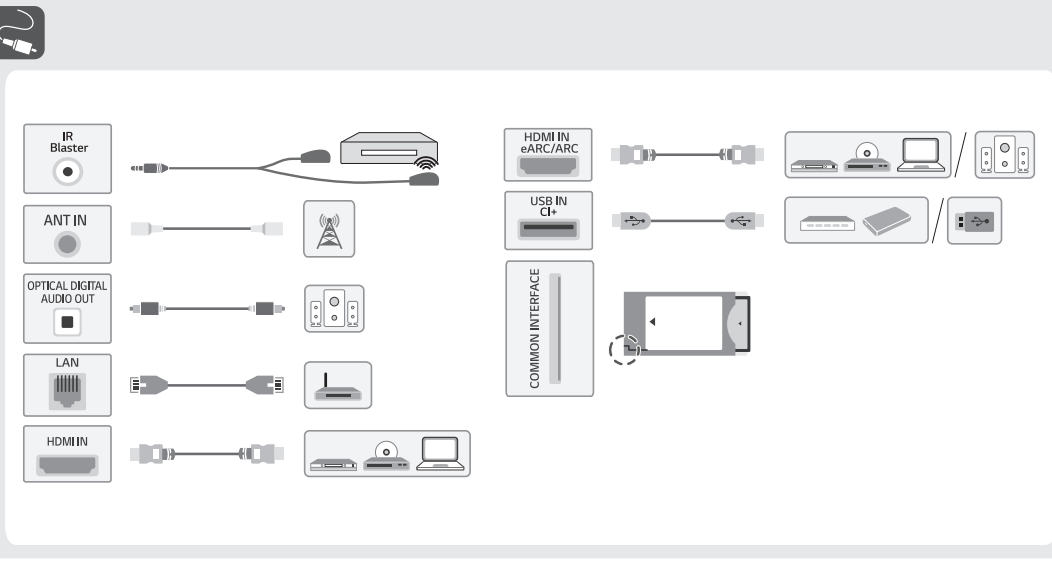 IR
Blaster
ANT IN
OPTICAL DIGITAL
AUDIO OUT
LAN
HDMI IN
HDMI IN
eARC/ARC
USB IN
CI+
COMMON INTERFACE